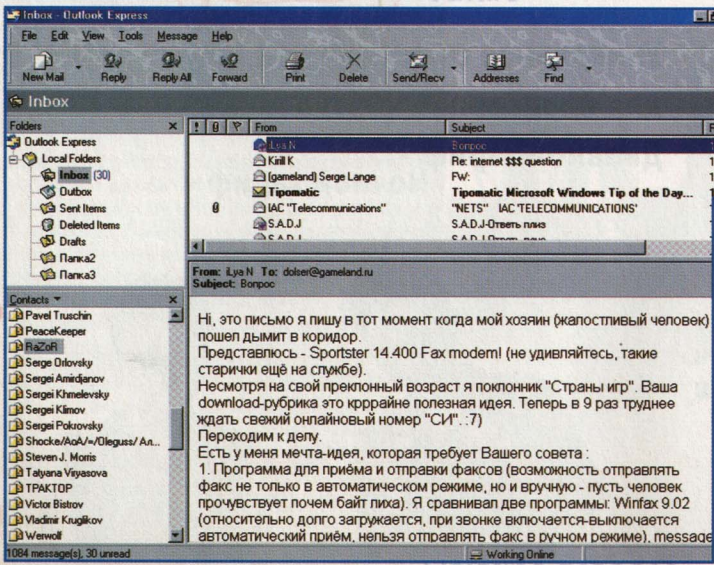 Inbox - Outlook Express
File Edit View Tools Message Help
New Mail Reply Reply All Forward Print Delete Send/Recv Addresses Find
Inbox
Folders
Outlook Express
Local Folders
Inbox (30)
Outbox
Sent Items
Deleted Items
Drafts
Папка2
Папка3
! From Subject
iLya N Вопрос
Kirill K Re: internet $$$ question
(gameland) Serge Lange FW:
Tipomatic Tipomatic Microsoft Windows Tip of the Day...
IAC "Telecommunications" "NETS" IAC 'TELECOMMUNICATIONS'
S.A.D.J S.A.D.J-Ответь плиз
S.A.D.J S.A.D.J-Ответь плиз
Contacts
Pavel Truschin
PeaceKeeper
RaZoR
Serge Orlovsky
Sergei Amirdjanov
Sergei Khmelevsky
Sergei Klimov
Sergei Pokrovsky
Shocke/AoA/=/Oleguss/ Ал...
Steven J. Morris
Tatyana Viryasova
ТРАКТОР
Victor Bistrov
Vladimir Kruglikov
Werwolf
From: iLya N To: dolser@gameland.ru
Subject: Вопрос
Hi, это письмо я пишу в тот момент когда мой хозяин (жалостливый человек)
пошел дымит в коридор.
Представлюсь - Sportster 14.400 Fax modem! (не удивляйтесь, такие
старички ещё на службе).
Несмотря на свой преклонный возраст я поклонник "Страны игр". Ваша
download-рубрика это крррайне полезная идея. Теперь в 9 раз труднее
ждать свежий онлайновый номер "СИ". :7)
Переходим к делу.
Есть у меня мечта-идея, которая требует Вашего совета :
1. Программа для приёма и отправки факсов (возможность отправлять
факс не только в автоматическом режиме, но и вручную - пусть человек
прочувствует почем байт лиха). Я сравнивал две программы: Winfax 9.02
(относительно долго загружается, при звонке включается-выключается
автоматический приём, нельзя отправлять факс в ручном режиме), message
1084 message(s), 30 unread Working Online